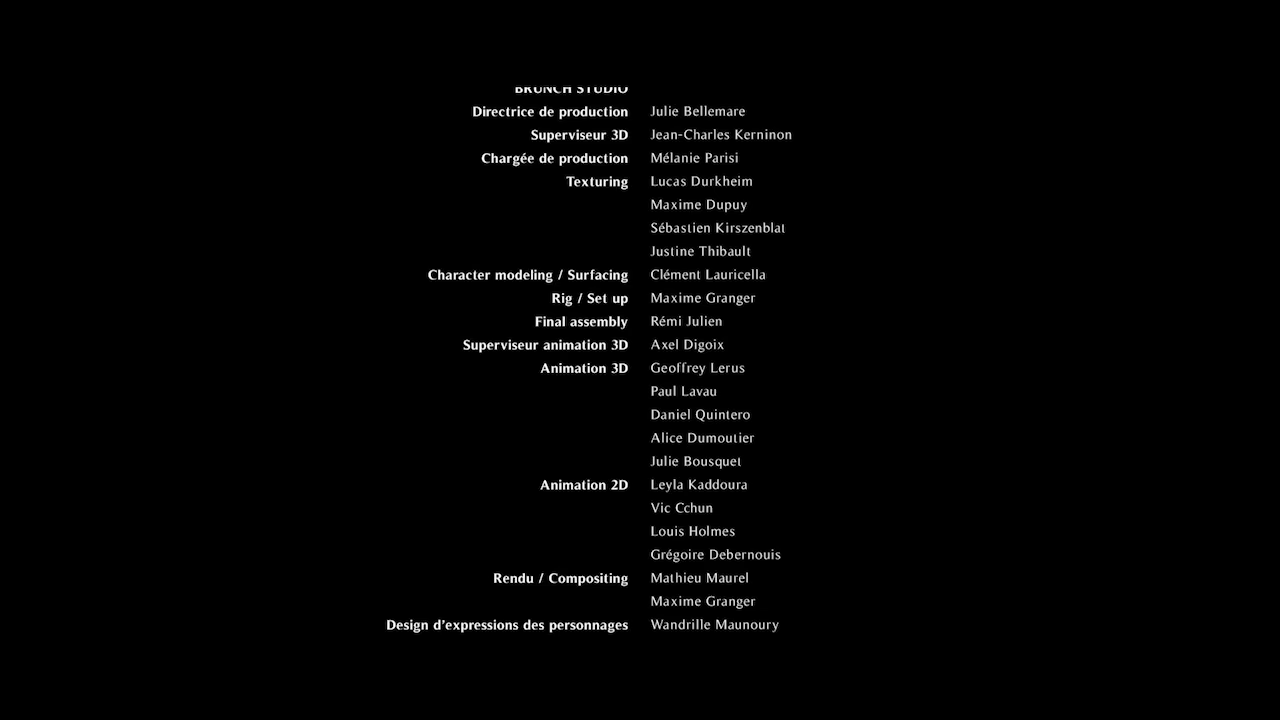 BRUNCH STUDIO
Directrice de production Julie Bellemare
Superviseur 3D Jean-Charles Kerninon
Chargée de production Mélanie Parisi
Texturing Lucas Durkheim
Maxime Dupuy
Sébastien Kirszenblat
Justine Thibault
Character modeling / Surfacing Clément Lauricella
Rig / Set up Maxime Granger
Final assembly Rémi Julien
Superviseur animation 3D Axel Digoix
Animation 3D Geoffrey Lerus
Paul Lavau
Daniel Quintero
Alice Dumoutier
Julie Bousquet
Animation 2D Leyla Kaddoura
Vic Cchun
Louis Holmes
Grégoire Debernouis
Rendu / Compositing Mathieu Maurel
Maxime Granger
Design d'expressions des personnages Wandrille Maunoury